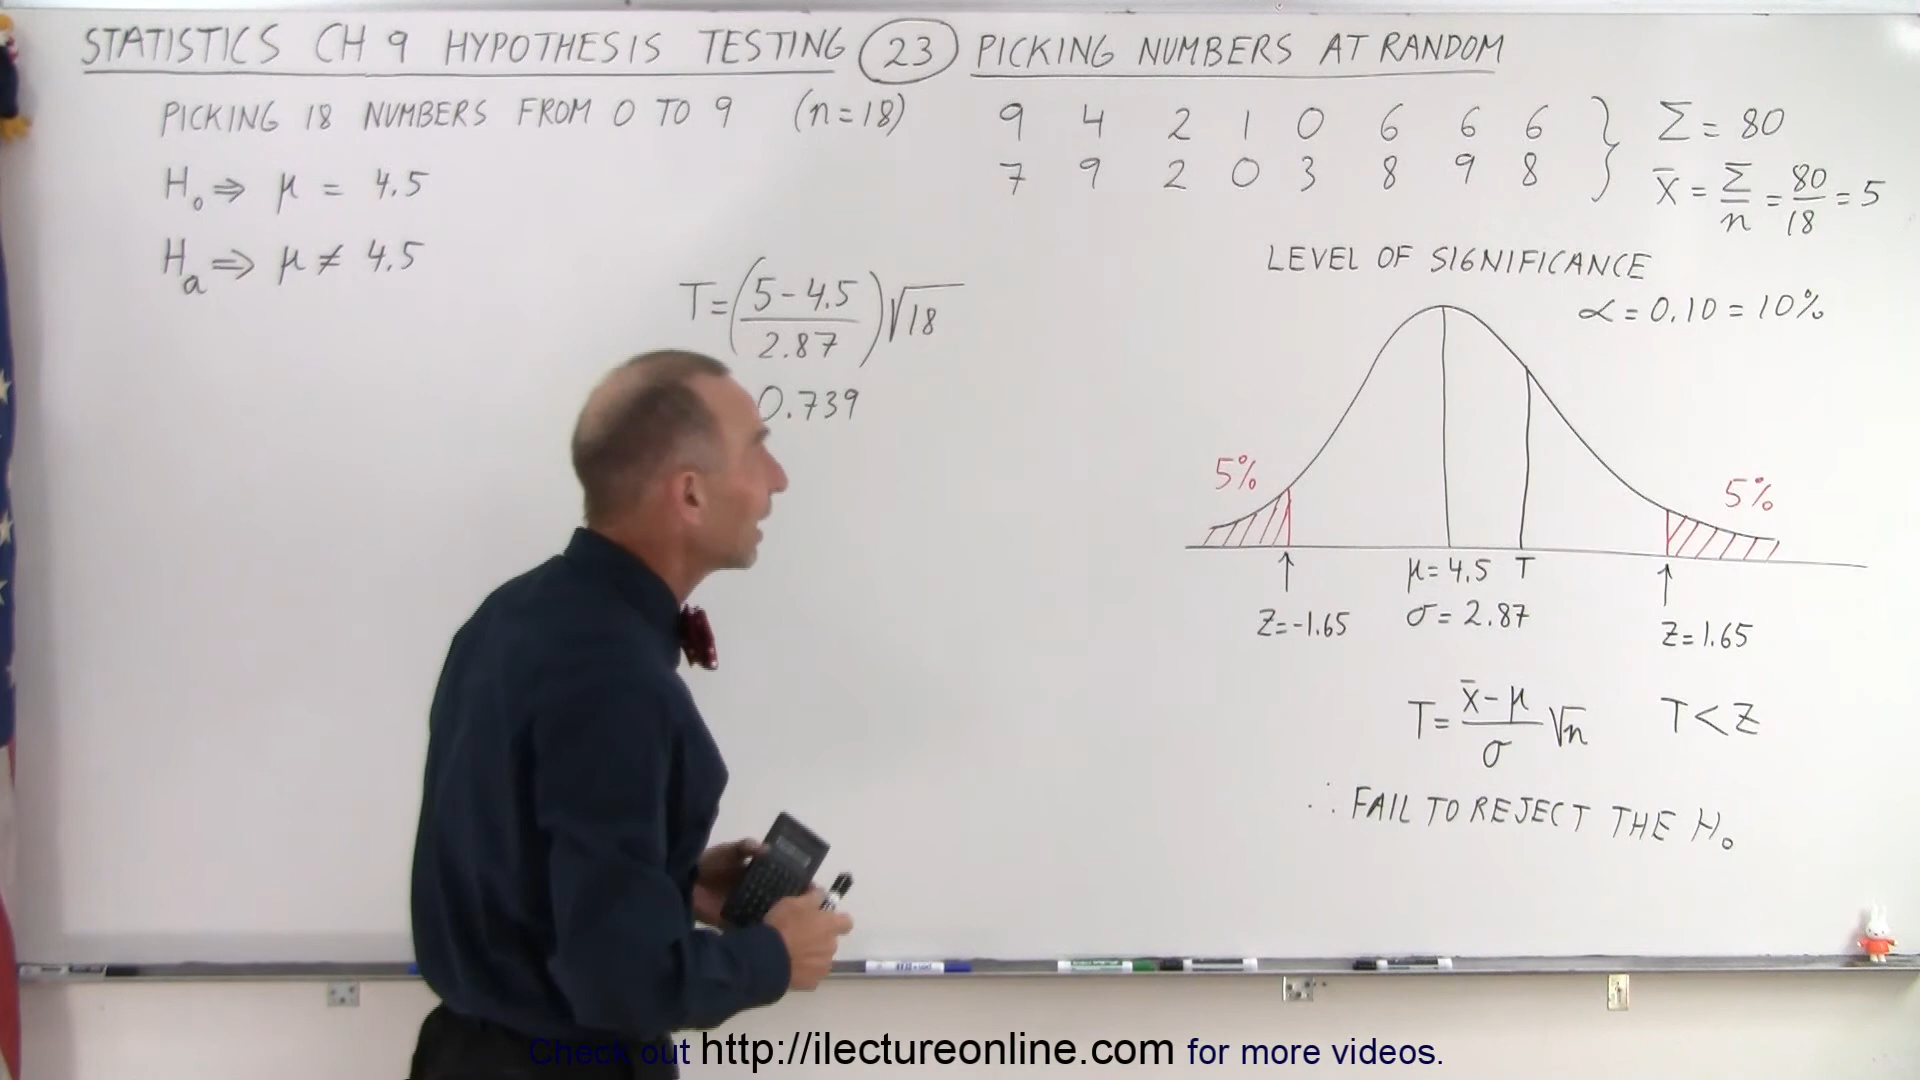 STATISTICS CH 9 HYPOTHESIS TESTING 23 PICKING NUMBERS AT RANDOM
PICKING 18 NUMBERS FROM 0 TO 9 (n=18)
H₀ ⇒ μ = 4.5
Hₐ ⇒ μ ≠ 4.5
9 4 2 1 0 6 6 6
7 9 2 0 3 8 9 8
Σ = 80
x̄ = Σ/n = 80/18 = 5
T = ((5-4.5)/2.87)√18
0.739
LEVEL OF SIGNIFICANCE
α = 0.10 = 10%
5%
5%
μ=4.5 T
σ=2.87
Z=-1.65
Z=1.65
T = (x̄-μ)/σ √n T<Z
∴ FAIL TO REJECT THE H₀
Check out http://ilectureonline.com for more videos.